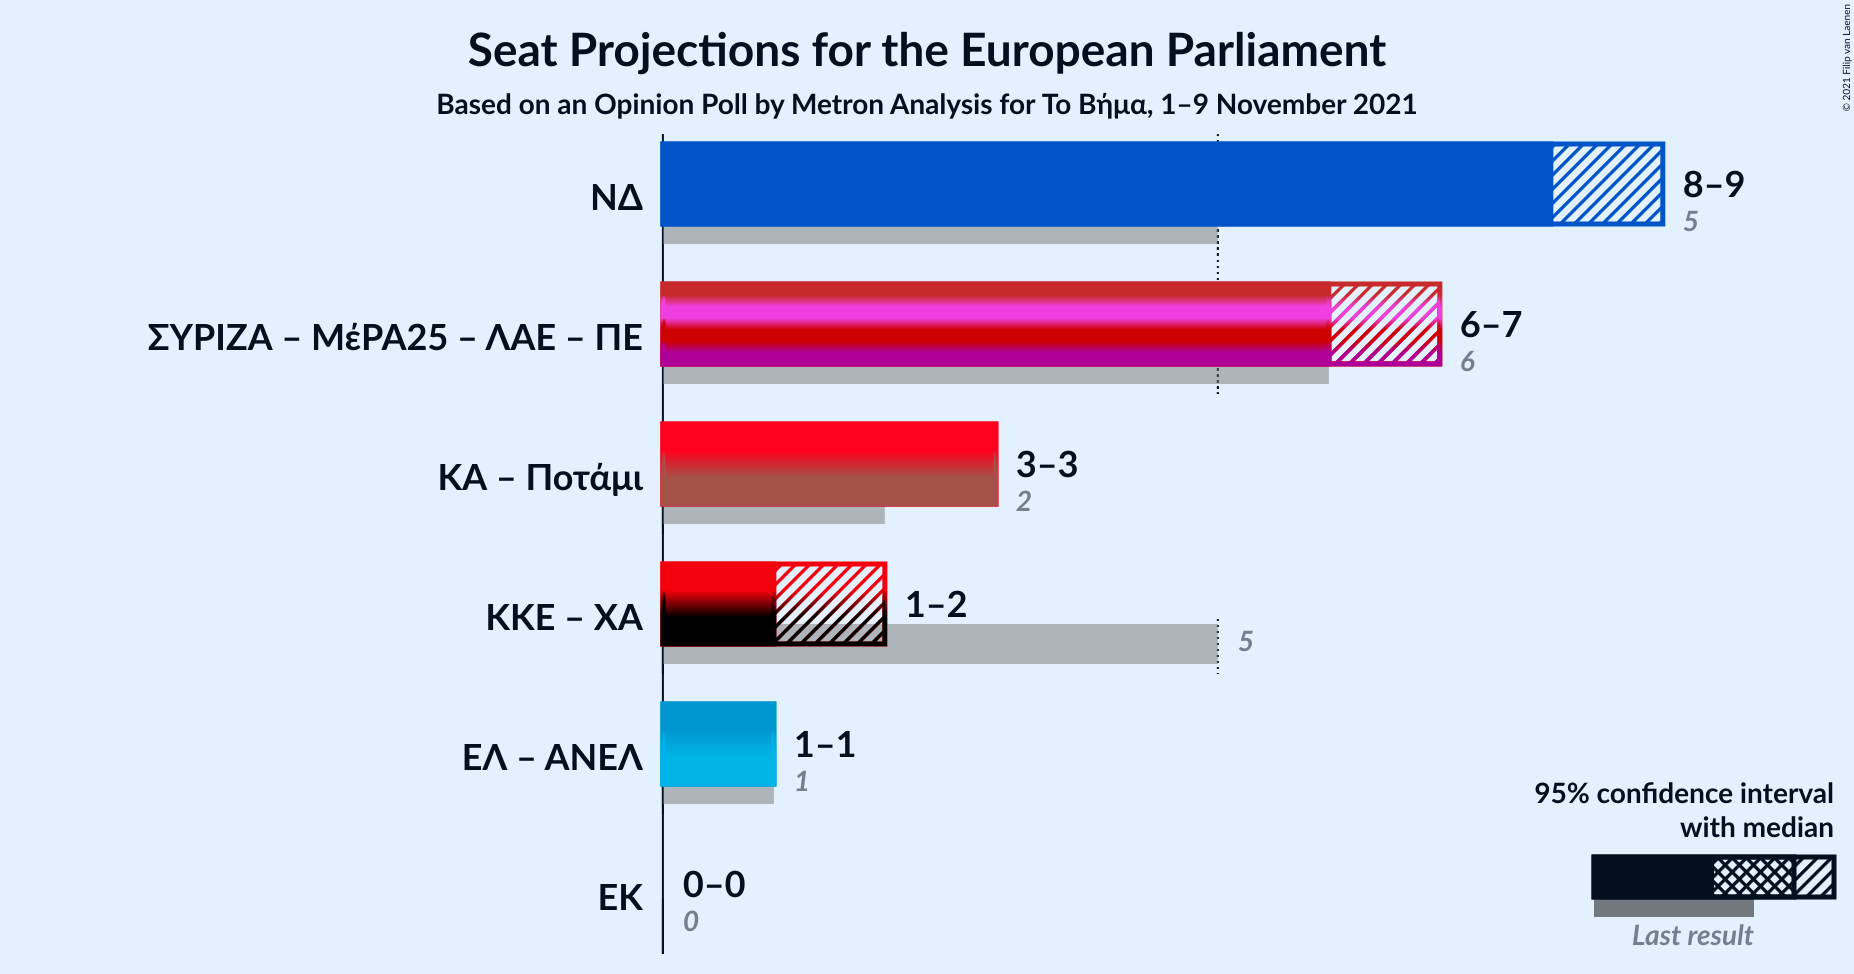 Seat Projections for the European Parliament
Based on an Opinion Poll by Metron Analysis for Το Βήμα, 1–9 November 2021
© 2021 Filip van Laenen
ΝΔ
8–9
5
ΣΥΡΙΖΑ – ΜέΡΑ25 – ΛΑΕ – ΠΕ
6–7
6
ΚΑ – Ποτάμι
3–3
2
ΚΚΕ – ΧΑ
1–2
5
ΕΛ – ΑΝΕΛ
1–1
1
ΕΚ
0–0
0
95% confidence interval
with median
Last result